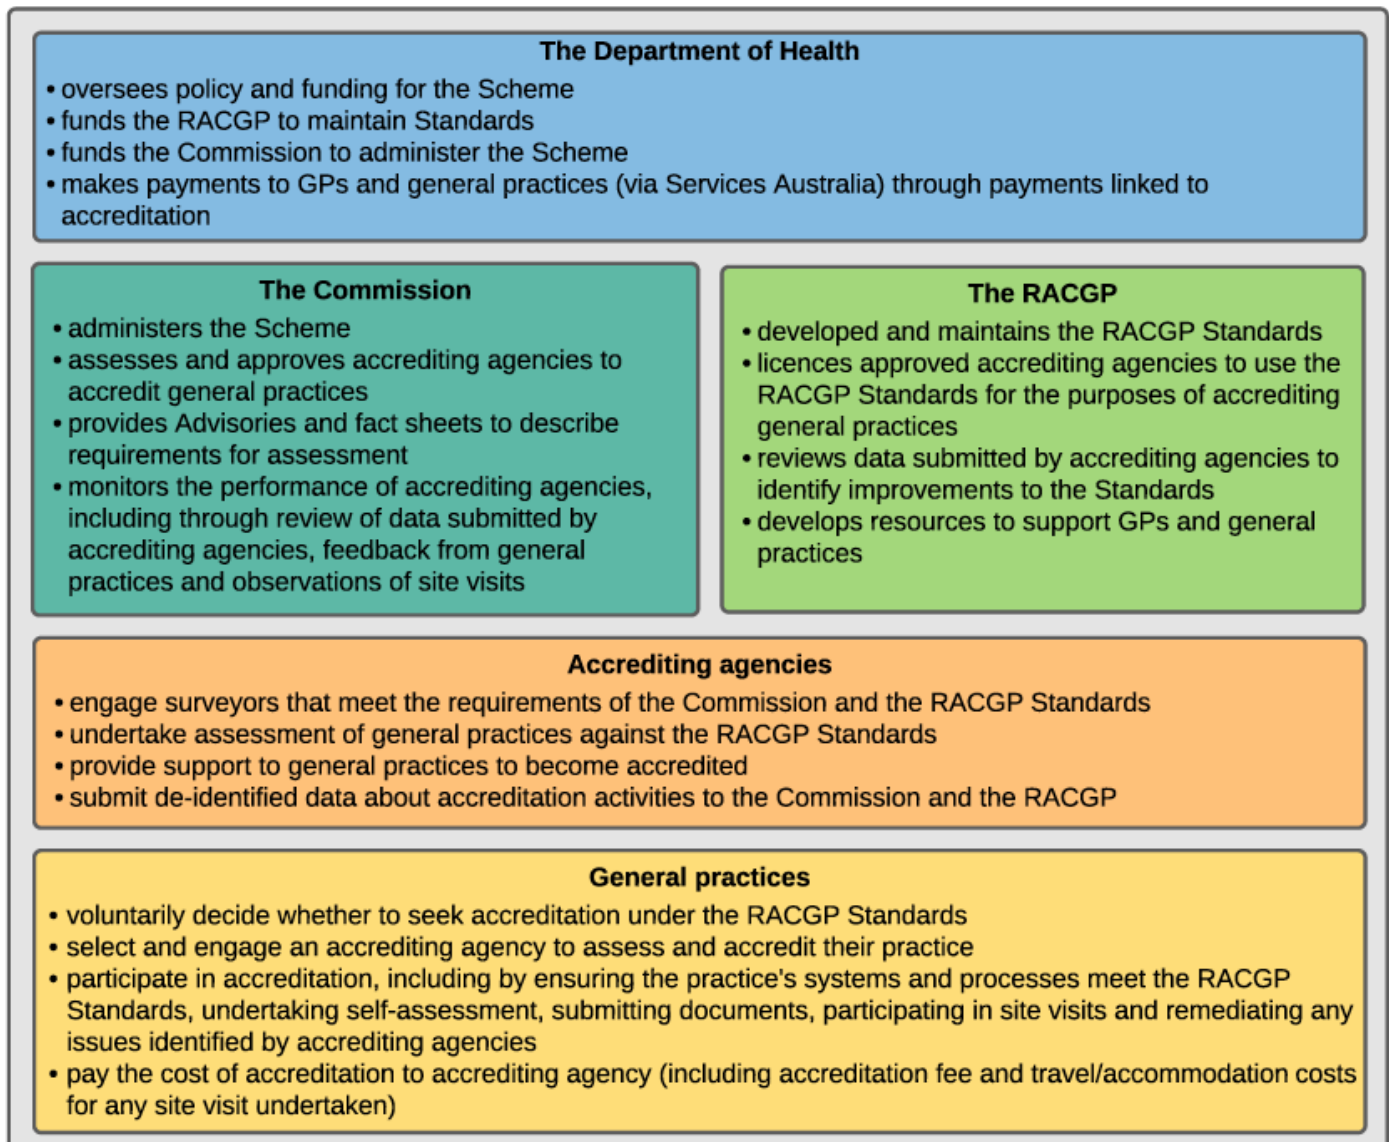 The Department of Health
• oversees policy and funding for the Scheme
• funds the RACGP to maintain Standards
• funds the Commission to administer the Scheme
• makes payments to GPs and general practices (via Services Australia) through payments linked to
accreditation
The Commission
• administers the Scheme
• assesses and approves accrediting agencies to
accredit general practices
• provides Advisories and fact sheets to describe
requirements for assessment
• monitors the performance of accrediting agencies,
including through review of data submitted by
accrediting agencies, feedback from general
practices and observations of site visits
The RACGP
• developed and maintains the RACGP Standards
• licences approved accrediting agencies to use the
RACGP Standards for the purposes of accrediting
general practices
• reviews data submitted by accrediting agencies to
identify improvements to the Standards
• develops resources to support GPs and general
practices
Accrediting agencies
• engage surveyors that meet the requirements of the Commission and the RACGP Standards
• undertake assessment of general practices against the RACGP Standards
• provide support to general practices to become accredited
• submit de-identified data about accreditation activities to the Commission and the RACGP
General practices
• voluntarily decide whether to seek accreditation under the RACGP Standards
• select and engage an accrediting agency to assess and accredit their practice
• participate in accreditation, including by ensuring the practice's systems and processes meet the RACGP
Standards, undertaking self-assessment, submitting documents, participating in site visits and remediating any
issues identified by accrediting agencies
• pay the cost of accreditation to accrediting agency (including accreditation fee and travel/accommodation costs
for any site visit undertaken)